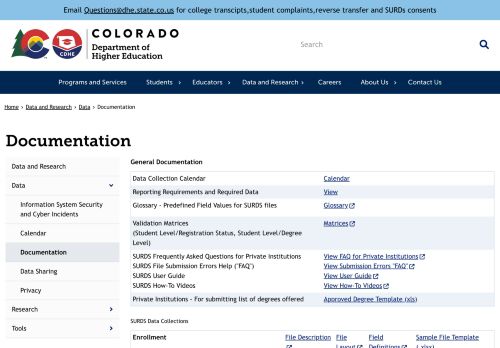 Email Questions@dhe.state.co.us for college transcipts,student complaints,reverse transfer and SURDs consents
COLORADO
Department of
Higher Education
CDHE
Search
Programs and Services
Students
Educators
Data and Research
Careers
About Us
Contact Us
Home › Data and Research › Data › Documentation
Documentation
Data and Research
Data
Information System Security
and Cyber Incidents
Calendar
Documentation
Data Sharing
Privacy
Research
Tools
General Documentation
Data Collection Calendar Calendar
Reporting Requirements and Required Data View
Glossary - Predefined Field Values for SURDS files Glossary
Validation Matrices Matrices
(Student Level/Registration Status, Student Level/Degree
Level)
SURDS Frequently Asked Questions for Private Institutions View FAQ for Private Institutions
SURDS File Submission Errors Help ("FAQ") View Submission Errors "FAQ"
SURDS User Guide View User Guide
SURDS How-To Videos View How-To Videos
Private Institutions - For submitting list of degrees offered Approved Degree Template (xls)
SURDS Data Collections
Enrollment File Description File Field Sample File Template
Layout Definitions (.xlsx)